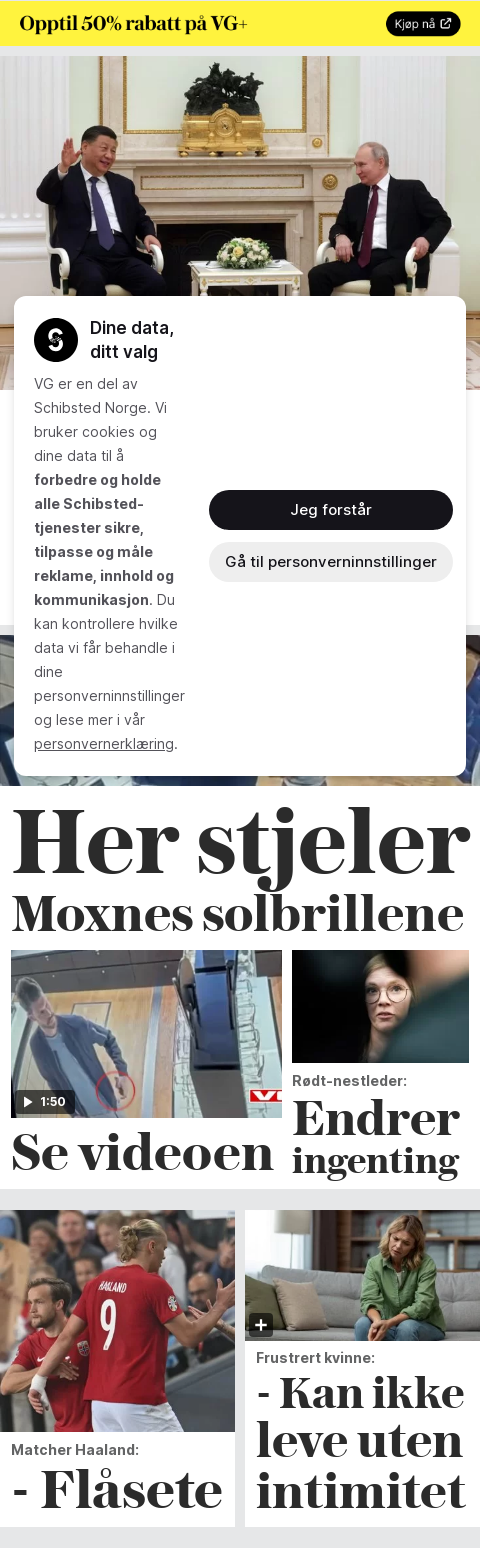 Opptil 50% rabatt på VG+
Kjøp nå
Dine data,
ditt valg
VG er en del av
Schibsted Norge. Vi
bruker cookies og
dine data til å
forbedre og holde
alle Schibsted-
tjenester sikre,
tilpasse og måle
reklame, innhold og
kommunikasjon. Du
kan kontrollere hvilke
data vi får behandle i
dine
personverninnstillinger
og lese mer i vår
personvernerklæring.
Jeg forstår
Gå til personverninnstillinger
Her stjeler
Moxnes solbrillene
1:50
VG
Se videoen
Rødt-nestleder:
Endrer
ingenting
HAALAND
9
Matcher Haaland:
- Flåsete
Frustrert kvinne:
- Kan ikke
leve uten
intimitet